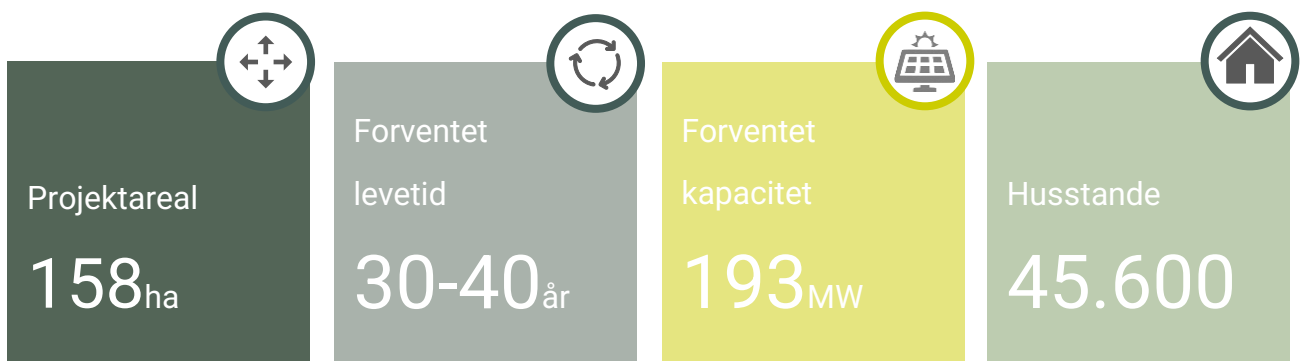 Projektareal
158ha
Forventet
levetid
30-40år
Forventet
kapacitet
193MW
Husstande
45.600